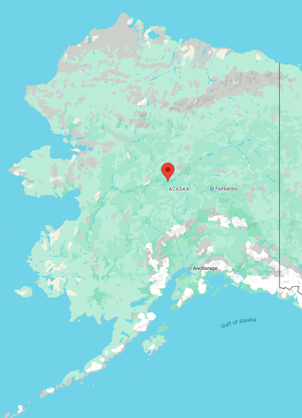 ALASKA
Fairbanks
Anchorage
Gulf of Alaska